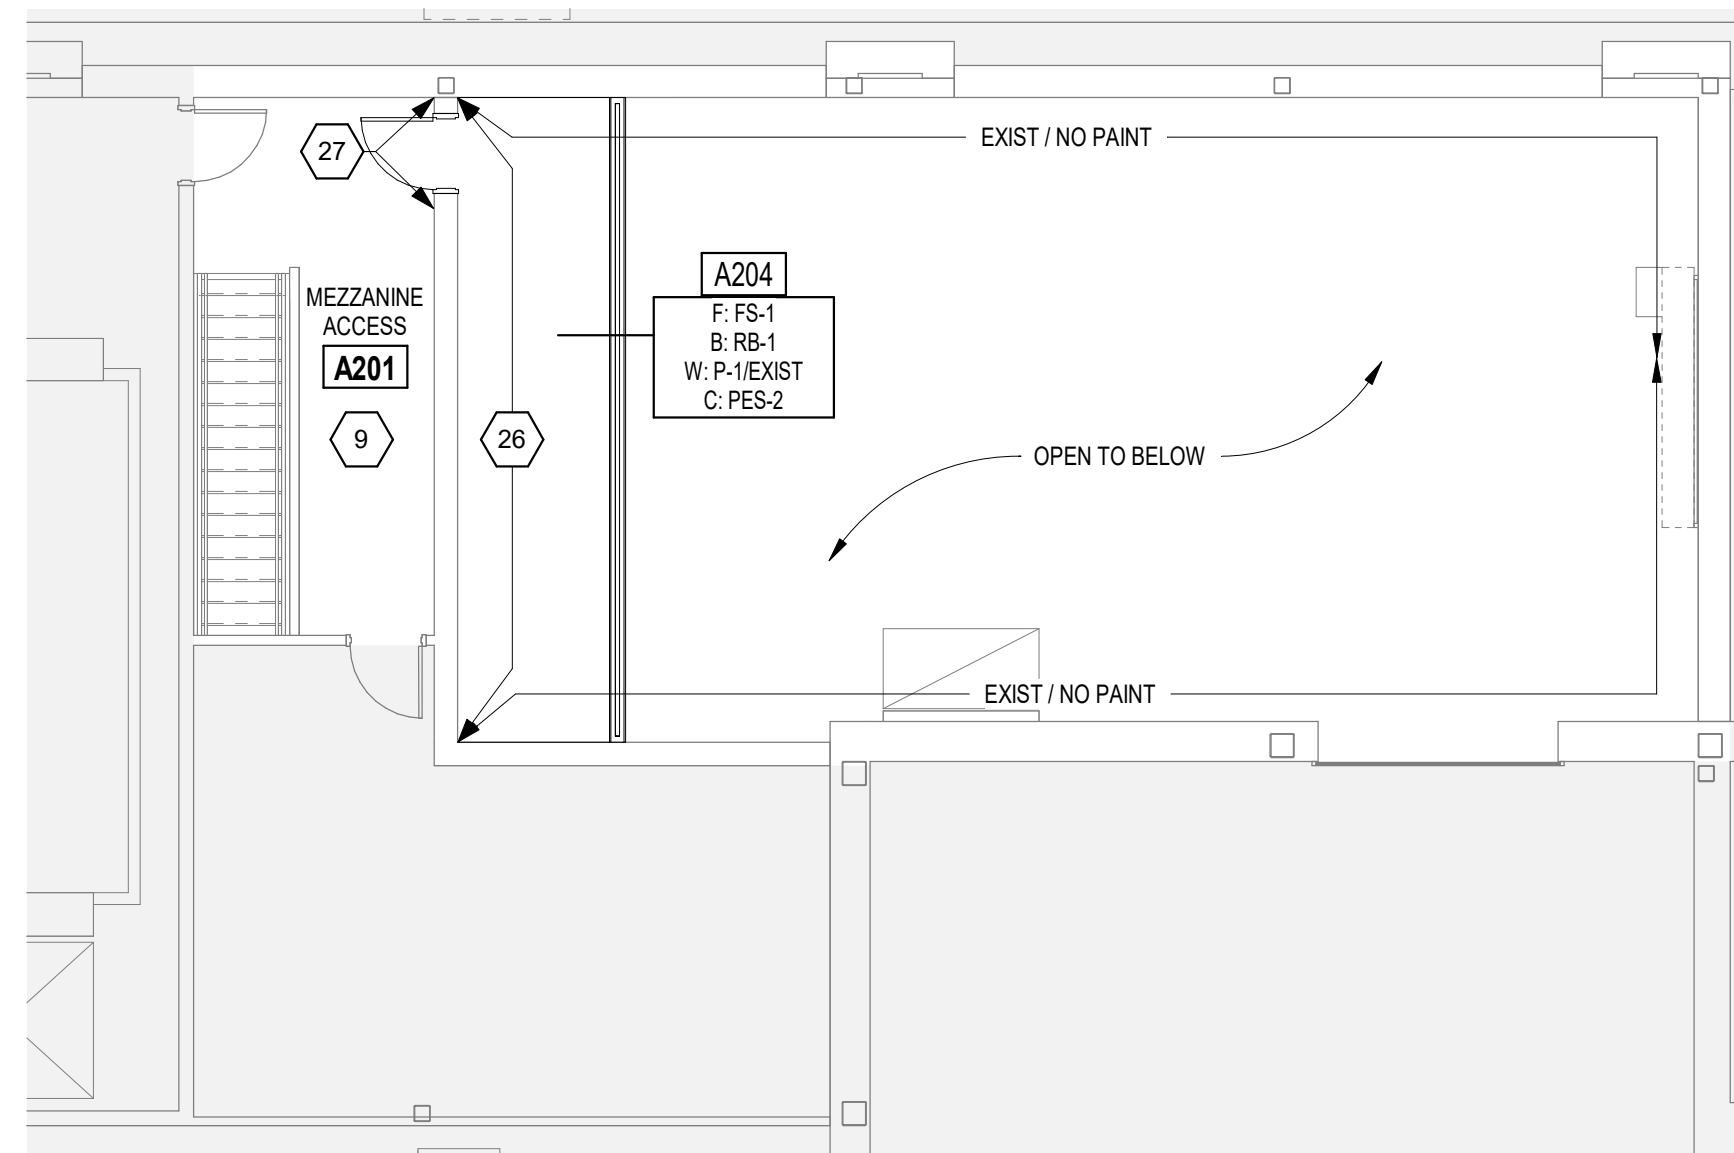 EXIST / NO PAINT
27
A204
F: FS-1
B: RB-1
W: P-1/EXIST
C: PES-2
MEZZANINE
ACCESS
A201
9
26
OPEN TO BELOW
EXIST / NO PAINT